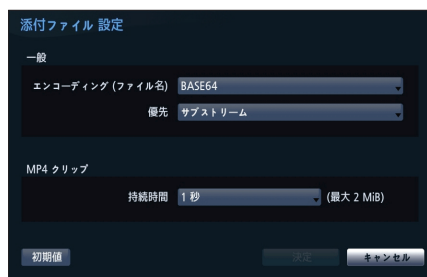 添付ファイル 設定
一般
エンコーディング (ファイル名) BASE64
優先 サブストリーム
MP4 クリップ
持続時間 1 秒 (最大 2 MiB)
初期値 決定 キャンセル